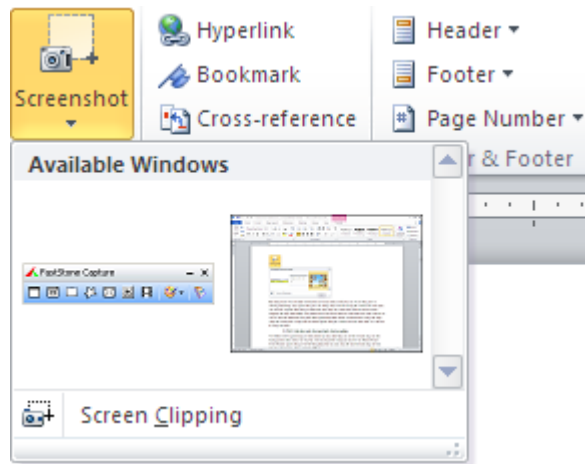 Screenshot
Hyperlink
Bookmark
Cross-reference
Header
Footer
Page Number
r & Footer
Available Windows
FastStone Capture
Screen Clipping